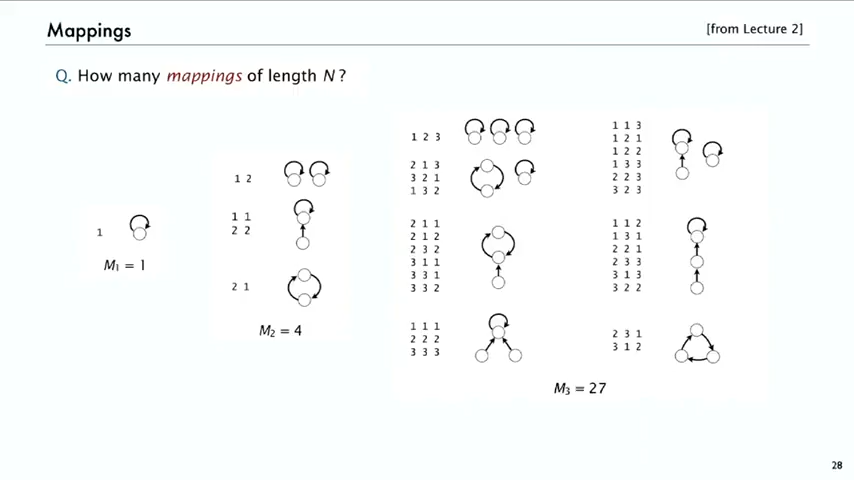 Mappings
[from Lecture 2]
Q. How many mappings of length N ?
1
M1 = 1
1 2
1 1
2 2
2 1
M2 = 4
1 2 3
2 1 3
3 2 1
1 3 2
2 1 1
2 1 2
2 3 2
3 1 1
3 3 1
3 3 2
1 1 1
2 2 2
3 3 3
1 1 3
1 2 1
1 2 2
1 3 3
2 2 3
3 2 3
1 1 2
1 3 1
2 2 1
2 3 3
3 1 3
3 2 2
2 3 1
3 1 2
M3 = 27
28